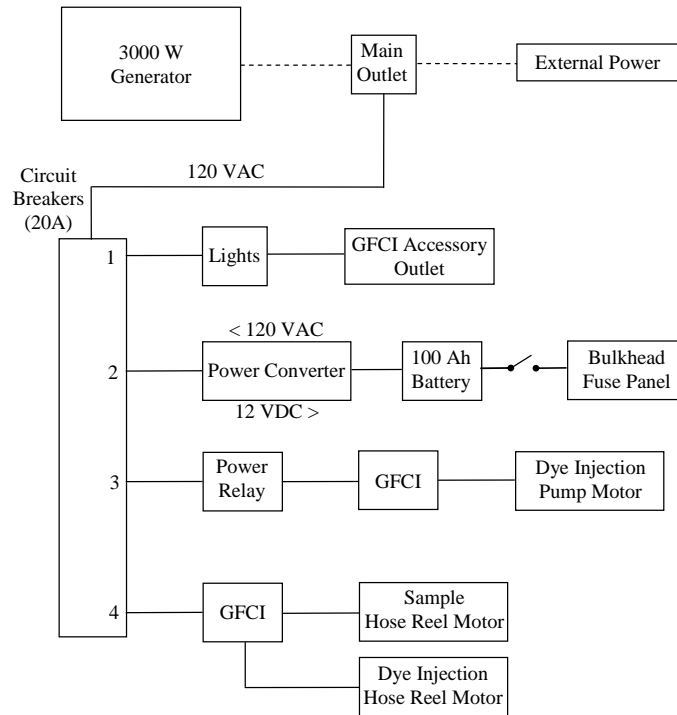 3000 W
Generator
Main
Outlet
External Power
120 VAC
Circuit
Breakers
(20A)
1
Lights
GFCI Accessory
Outlet
< 120 VAC
2
Power Converter
12 VDC >
100 Ah
Battery
Bulkhead
Fuse Panel
3
Power
Relay
GFCI
Dye Injection
Pump Motor
4
GFCI
Sample
Hose Reel Motor
Dye Injection
Hose Reel Motor